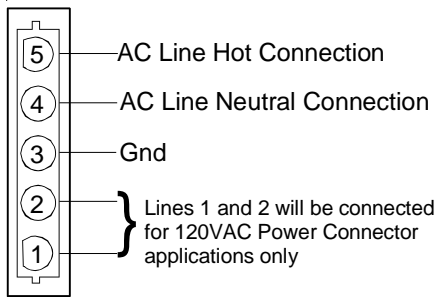 5 AC Line Hot Connection
4 AC Line Neutral Connection
3 Gnd
2
1
Lines 1 and 2 will be connected
for 120VAC Power Connector
applications only